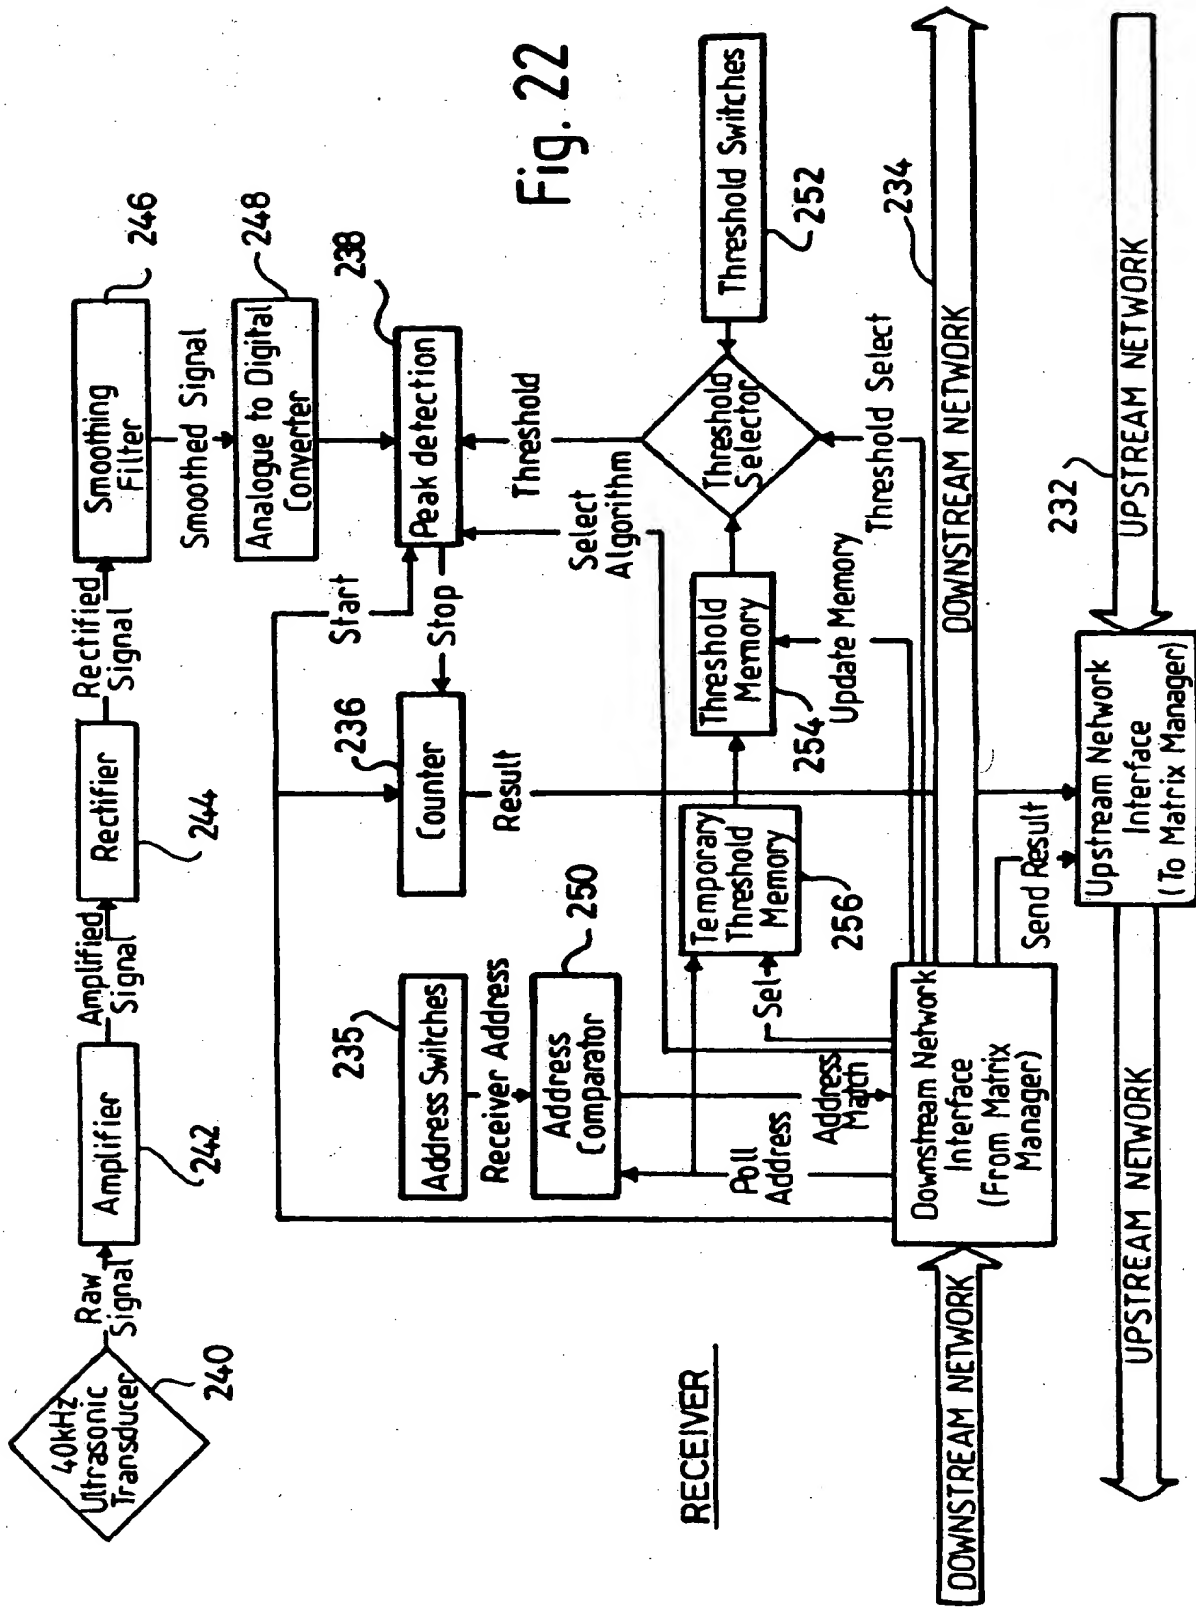 40kHz
Ultrasonic
Transducer
240
Raw
Signal
Amplifier
242
Amplified
Signal
Rectifier
244
Rectified
Signal
Smoothing
Filter
246
Smoothed Signal
Analogue to Digital
Converter
248
Start
Peak detection
238
Stop
Counter
236
Result
Address Switches
235
Receiver Address
Address
Comparator
250
Select
Algorithm
Threshold
Fig. 22
Temporary
Threshold
Memory
256
Threshold
Memory
254
Threshold
Selector
Threshold Switches
252
Poll
Address
Address
Match
Sel
Update Memory
Threshold Select
RECEIVER
DOWNSTREAM NETWORK
Downstream Network
Interface
(From Matrix
Manager)
DOWNSTREAM NETWORK
234
Send Result
232
UPSTREAM NETWORK
Upstream Network
Interface
(To Matrix Manager)
UPSTREAM NETWORK